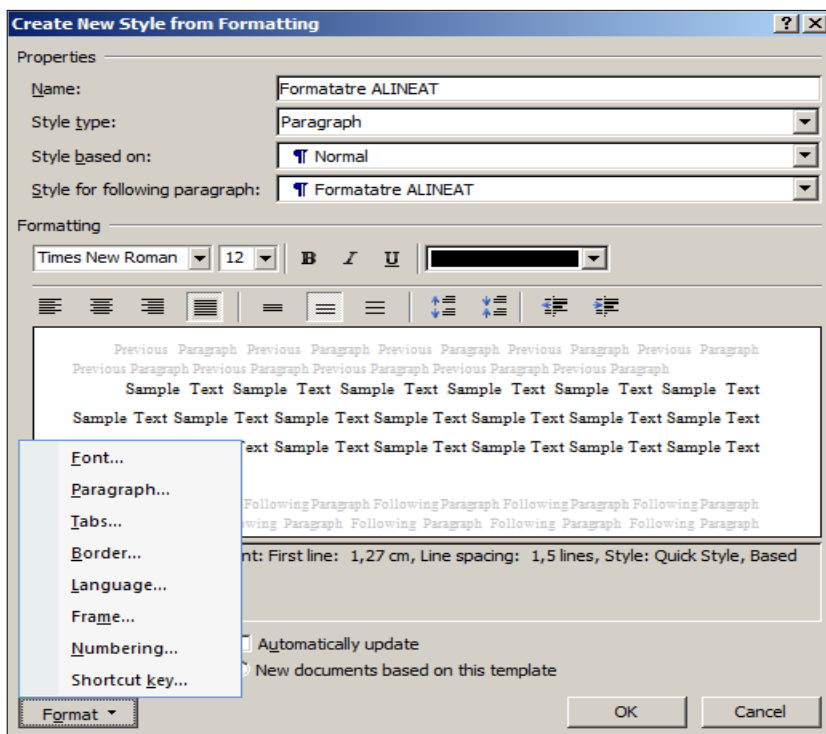 Create New Style from Formatting
Properties
Name: Formatatre ALINEAT
Style type: Paragraph
Style based on: ¶ Normal
Style for following paragraph: ¶ Formatatre ALINEAT
Formatting
Times New Roman 12 B I U
Previous Paragraph Previous Paragraph Previous Paragraph Previous Paragraph Previous Paragraph
Previous Paragraph Previous Paragraph Previous Paragraph Previous Paragraph Previous Paragraph
Sample Text Sample Text Sample Text Sample Text Sample Text Sample Text
Sample Text Sample Text Sample Text Sample Text Sample Text Sample Text Sample Text
Sample Text Sample Text Sample Text Sample Text Sample Text
Following Paragraph Following Paragraph Following Paragraph Following Paragraph
Paragraph Following Paragraph Following Paragraph Following Paragraph
First line: 1,27 cm, Line spacing: 1,5 lines, Style: Quick Style, Based
Automatically update
New documents based on this template
Font...
Paragraph...
Tabs...
Border...
Language...
Frame...
Numbering...
Shortcut key...
Format
OK
Cancel